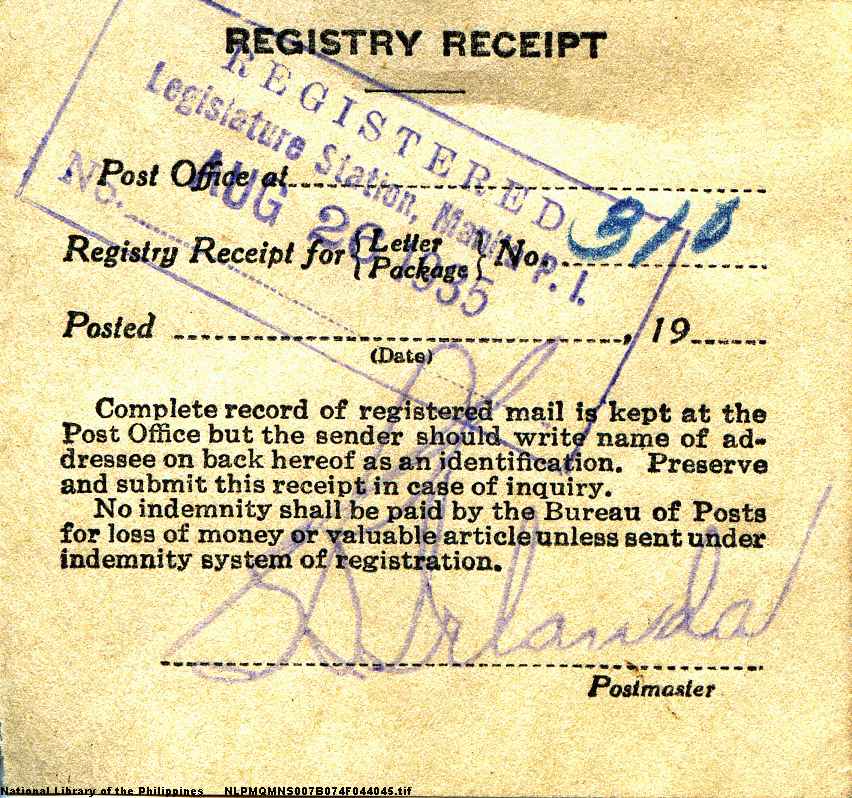 REGISTRY RECEIPT
REGISTERED
Legislature Station, Manila P. I.
AUG 26 1935
No.
Post Office at
Registry Receipt for {Letter Package} No. 318
Posted , 19
(Date)
Complete record of registered mail is kept at the
Post Office but the sender should write name of ad-
dressee on back hereof as an identification. Preserve
and submit this receipt in case of inquiry.
No indemnity shall be paid by the Bureau of Posts
for loss of money or valuable article unless sent under
indemnity system of registration.
Postmaster
National Library of the Philippines NLPMQMNS007B074F044045.tif